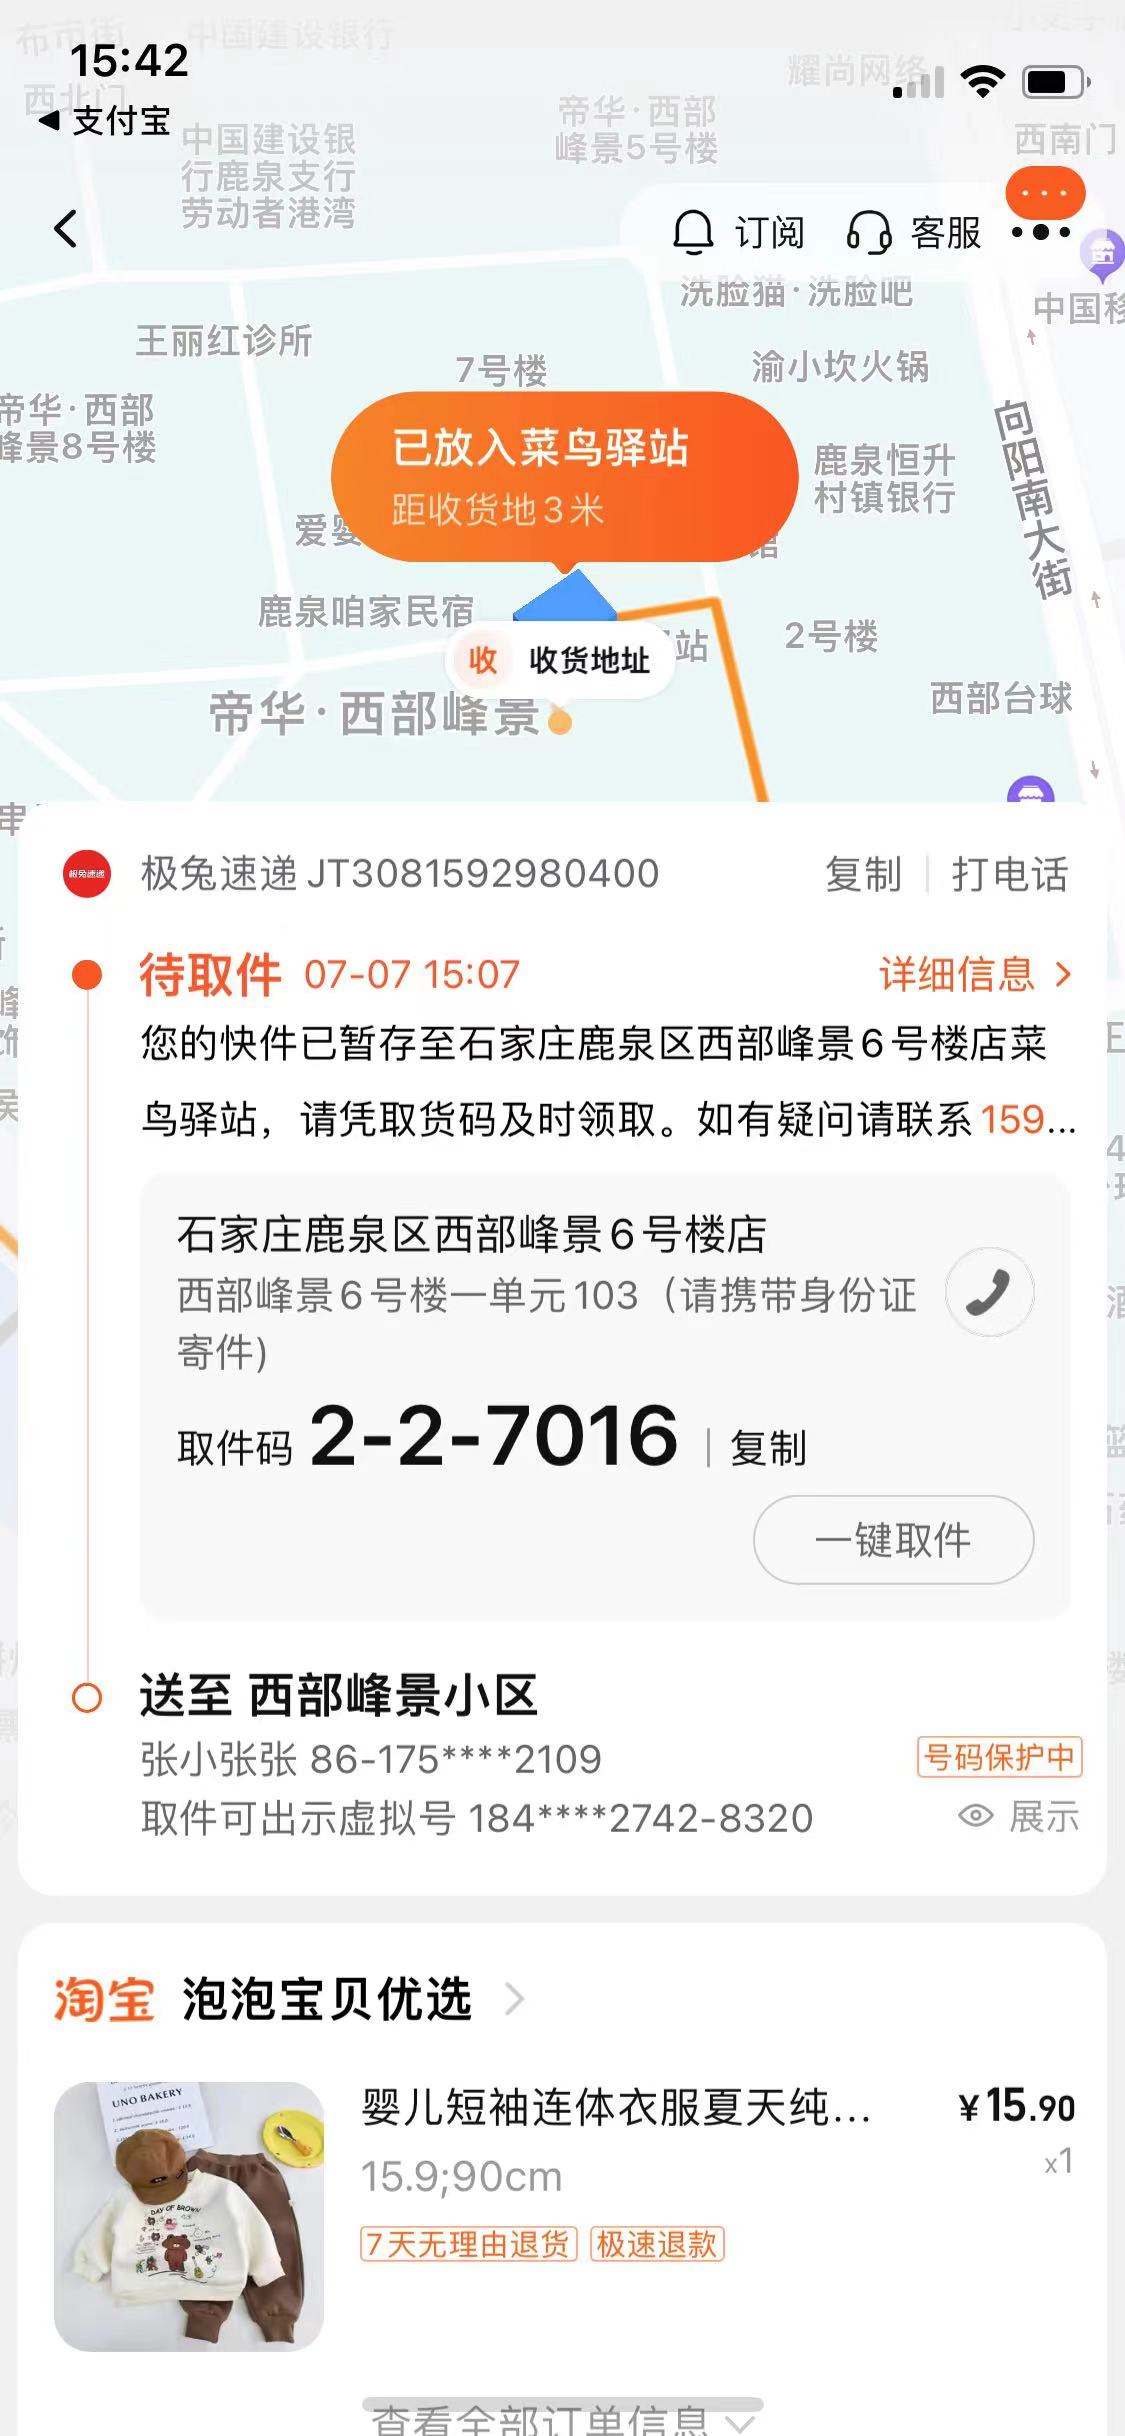 布市街
中国建设银行
15:42
耀尚网络
西北门
支付宝
帝华·西部
峰景5号楼
西南门
中国建设银
行鹿泉支行
劳动者港湾
订阅
客服
洗脸猫·洗脸吧
中国移
王丽红诊所
7号楼
渝小坎火锅
帝华·西部
峰景8号楼
向阳南大街
已放入菜鸟驿站
距收货地3米
鹿泉恒升
村镇银行
爱婴
馆
鹿泉咱家民宿
站
2号楼
收 收货地址
帝华·西部峰景
西部台球
串
极兔速递
极兔速递 JT3081592980400
复制
打电话
待取件 07-07 15:07
详细信息
您的快件已暂存至石家庄鹿泉区西部峰景6号楼店菜
鸟驿站，请凭取货码及时领取。如有疑问请联系159...
石家庄鹿泉区西部峰景6号楼店
西部峰景6号楼一单元103（请携带身份证
寄件)
取件码 2-2-7016 | 复制
一键取件
送至 西部峰景小区
张小张张 86-175****2109
号码保护中
取件可出示虚拟号 184****2742-8320
展示
淘宝 泡泡宝贝优选
UNO BAKERY
DAY OF BROWN
婴儿短袖连体衣服夏天纯...
¥15.90
15.9;90cm
x1
7天无理由退货 极速退款
查看全部订单信息